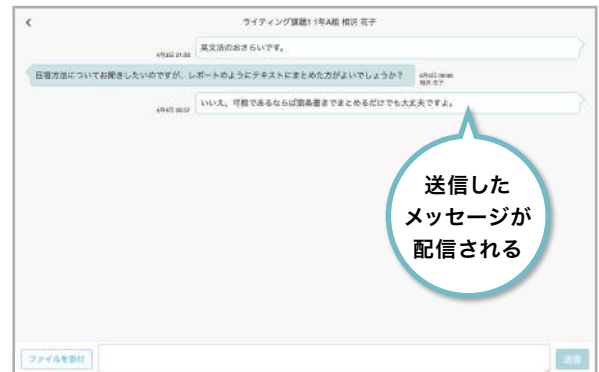 ライティング課題1 1年A組 相沢 花子
英文法のおさらいです。
回答方法についてお聞きしたいのですが、レポートのようにテキストにまとめた方がよいでしょうか？
相沢 花子
いいえ、可能であるならば箇条書きでまとめるだけでも大丈夫ですよ。
送信した
メッセージが
配信される
ファイルを添付
送信